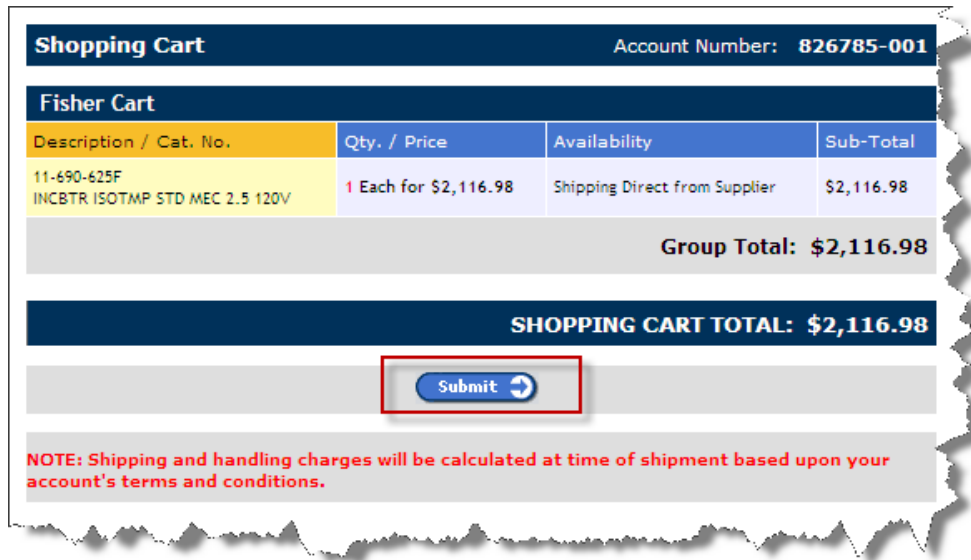 Shopping Cart Account Number: 826785-001
Fisher Cart
Description / Cat. No. Qty. / Price Availability Sub-Total
11-690-625F
INCBTR ISOTMP STD MEC 2.5 120V 1 Each for $2,116.98 Shipping Direct from Supplier $2,116.98
Group Total: $2,116.98
SHOPPING CART TOTAL: $2,116.98
Submit
NOTE: Shipping and handling charges will be calculated at time of shipment based upon your
account's terms and conditions.